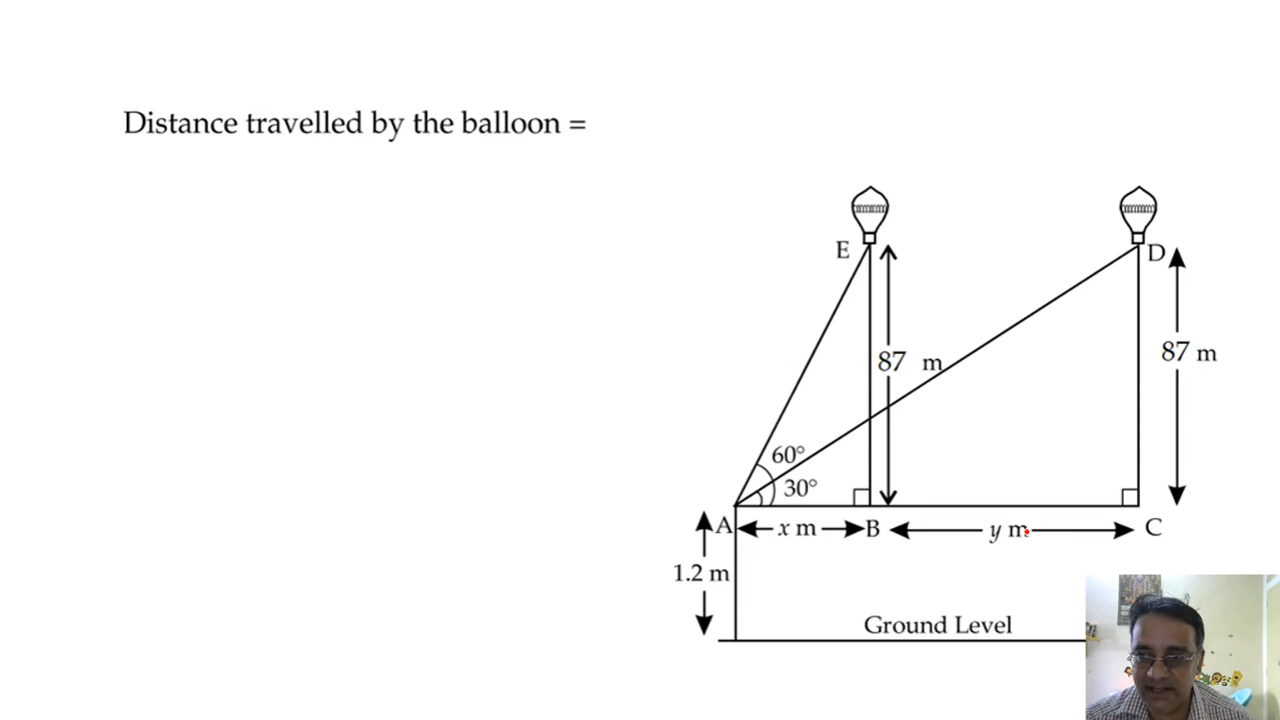 Distance travelled by the balloon =
E
D
87 m
87 m
60°
30°
A
x m
B
y m
C
1.2 m
Ground Level